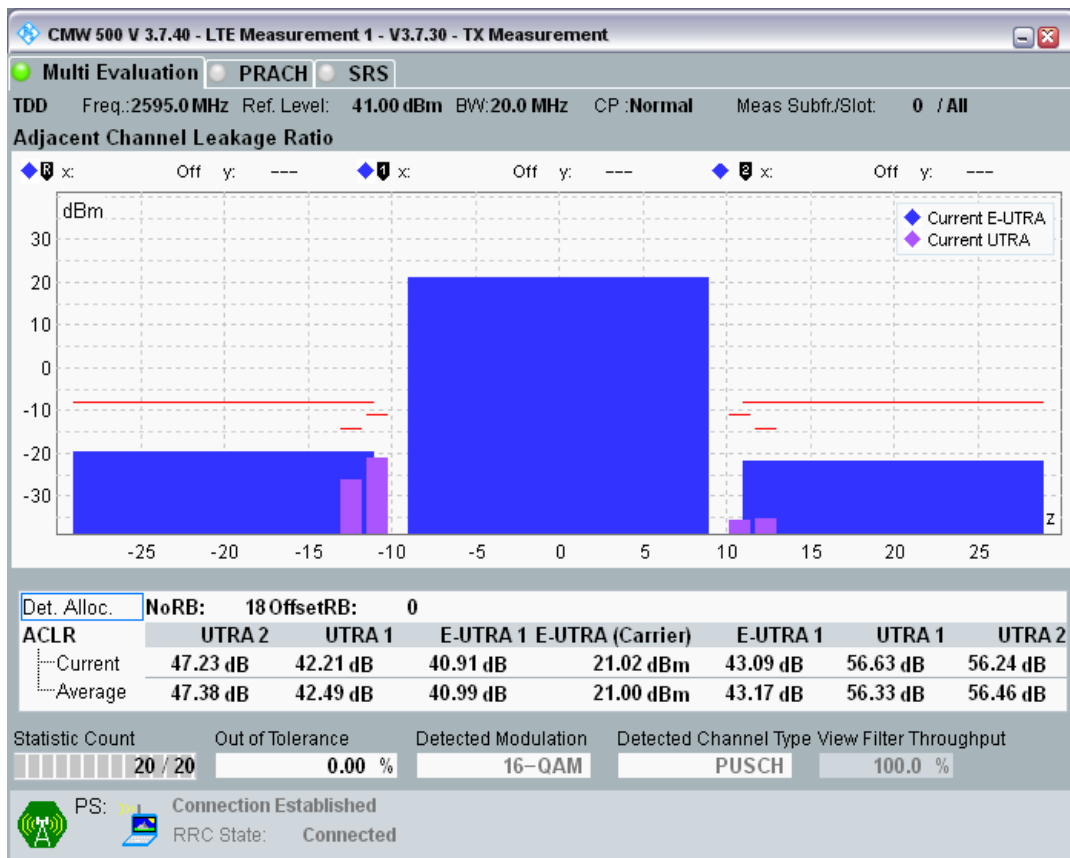 CMW 500 V 3.7.40 - LTE Measurement 1 - V3.7.30 - TX Measurement
Multi Evaluation PRACH SRS
TDD Freq.:2595.0 MHz Ref. Level: 41.00 dBm BW:20.0 MHz CP :Normal Meas Subfr./Slot: 0 / All
Adjacent Channel Leakage Ratio
R x: Off y: --- 1 x: Off y: --- 2 x: Off y: ---
dBm
Current E-UTRA
Current UTRA
30
20
10
0
-10
-20
-30
z
-25 -20 -15 -10 -5 0 5 10 15 20 25
Det. Alloc. NoRB: 18 OffsetRB: 0
ACLR UTRA 2 UTRA 1 E-UTRA 1 E-UTRA (Carrier) E-UTRA 1 UTRA 1 UTRA 2
Current 47.23 dB 42.21 dB 40.91 dB 21.02 dBm 43.09 dB 56.63 dB 56.24 dB
Average 47.38 dB 42.49 dB 40.99 dB 21.00 dBm 43.17 dB 56.33 dB 56.46 dB
Statistic Count Out of Tolerance Detected Modulation Detected Channel Type View Filter Throughput
20 / 20 0.00 % 16-QAM PUSCH 100.0 %
PS: Connection Established
RRC State: Connected